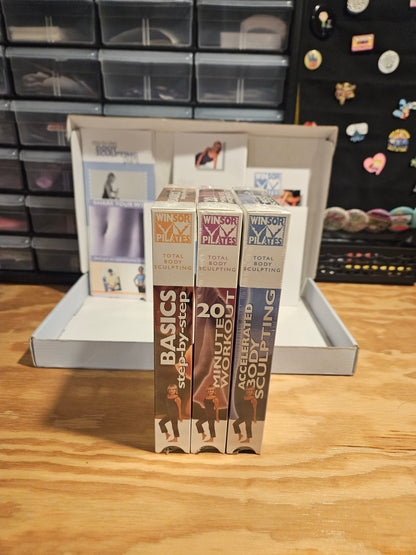 WINSOR
PILATES
TOTAL
BODY
SCULPTING
BASICS
step-by-step
WINSOR
PILATES
TOTAL
BODY
SCULPTING
20
MINUTE
WORKOUT
WINSOR
PILATES
TOTAL
BODY
SCULPTING
ACCELERATED
BODY
SCULPTING